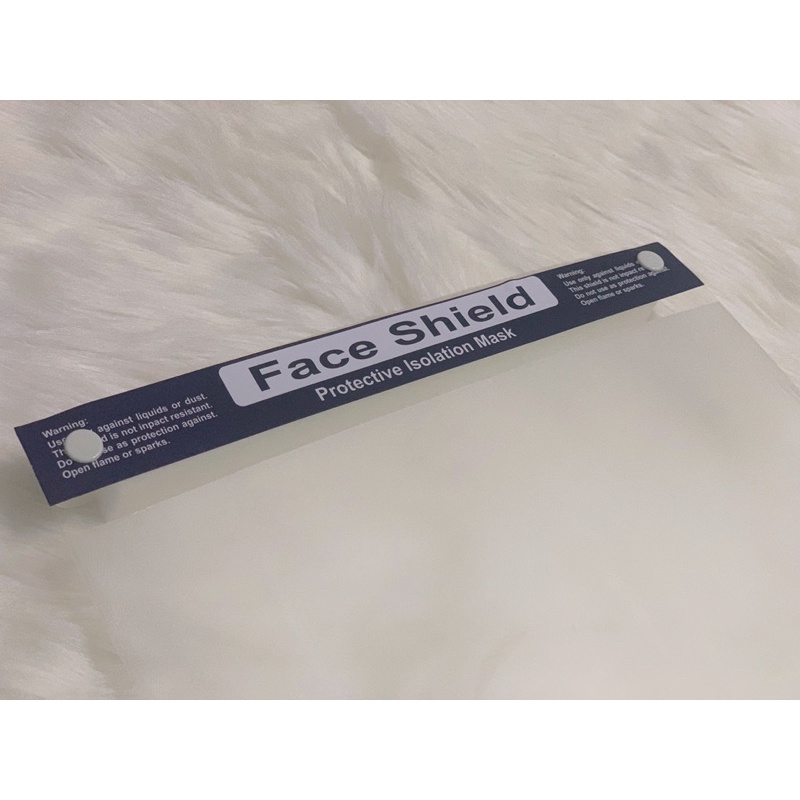 Face Shield
Protective Isolation Mask
Warning:
against liquids or dust.
is not inpact resistant.
as protection against.
Open flame or sparks.
Warning:
Use only against liquids
This shield is not inpact
Do not use as protection
Open flame or sparks.